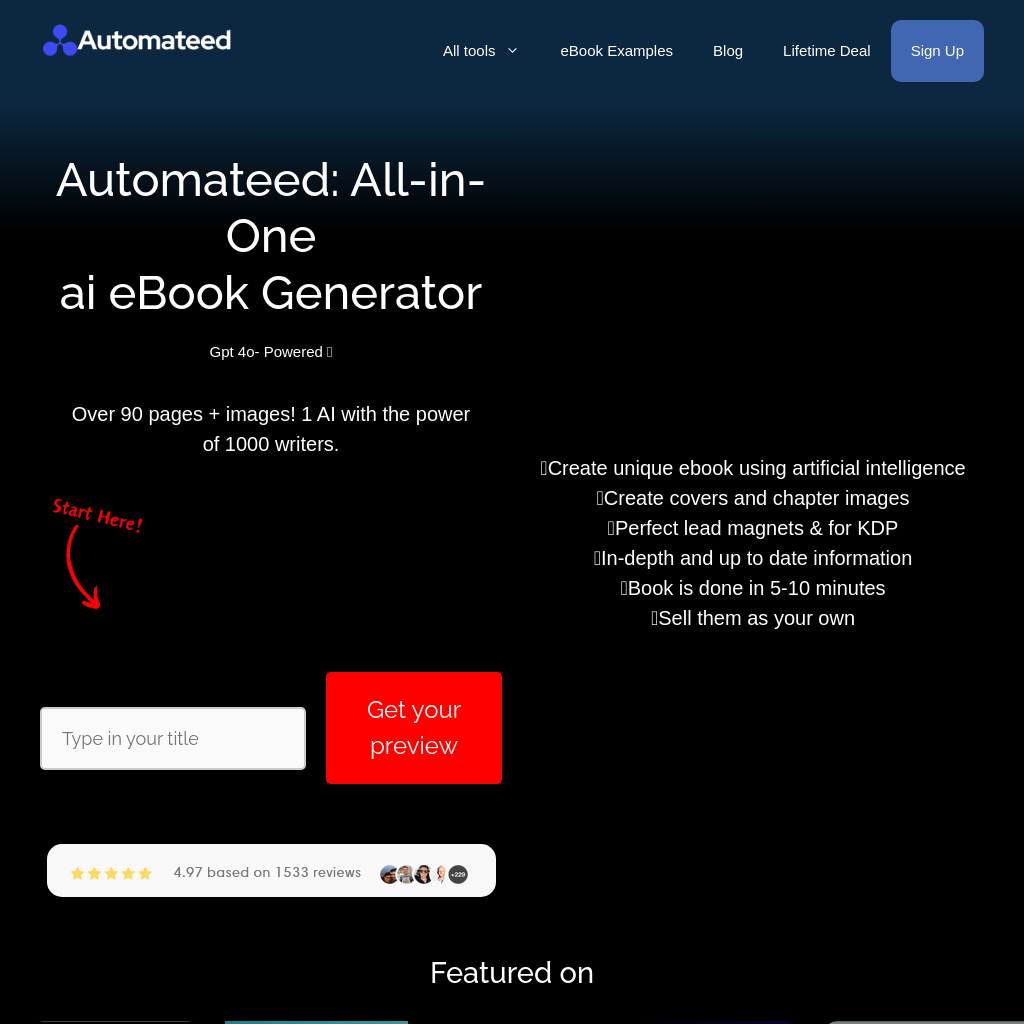 Automateed
All tools
eBook Examples
Blog
Lifetime Deal
Sign Up
Automateed: All-in-
One
ai eBook Generator
Gpt 4o- Powered
Over 90 pages + images! 1 AI with the power
of 1000 writers.
Start Here!
Create unique ebook using artificial intelligence
Create covers and chapter images
Perfect lead magnets & for KDP
In-depth and up to date information
Book is done in 5-10 minutes
Sell them as your own
Type in your title
Get your
preview
4.97 based on 1533 reviews
+229
Featured on